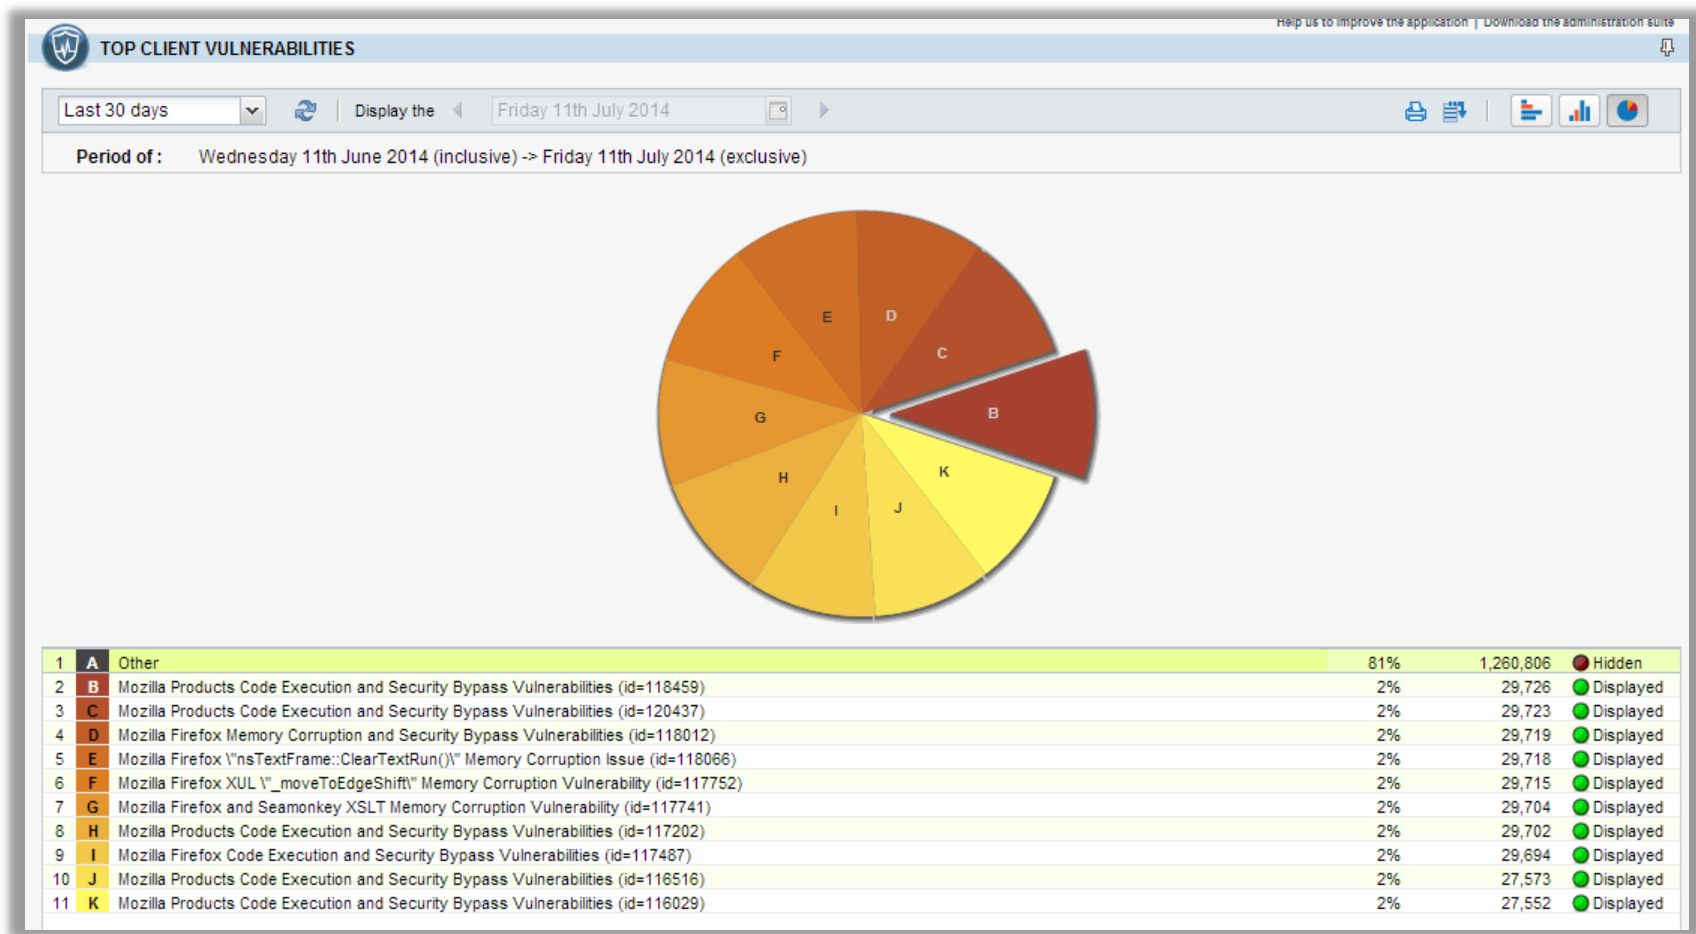 Help us to improve the application | Download the administration suite
TOP CLIENT VULNERABILITIES
Last 30 days Display the Friday 11th July 2014
Period of : Wednesday 11th June 2014 (inclusive) -> Friday 11th July 2014 (exclusive)
E D
C
F
B
G
K
H
I J
1 A Other 81% 1,260,806 Hidden
2 B Mozilla Products Code Execution and Security Bypass Vulnerabilities (id=118459) 2% 29,726 Displayed
3 C Mozilla Products Code Execution and Security Bypass Vulnerabilities (id=120437) 2% 29,723 Displayed
4 D Mozilla Firefox Memory Corruption and Security Bypass Vulnerabilities (id=118012) 2% 29,719 Displayed
5 E Mozilla Firefox \"nsTextFrame::ClearTextRun()\" Memory Corruption Issue (id=118066) 2% 29,718 Displayed
6 F Mozilla Firefox XUL \"_moveToEdgeShift\" Memory Corruption Vulnerability (id=117752) 2% 29,715 Displayed
7 G Mozilla Firefox and Seamonkey XSLT Memory Corruption Vulnerability (id=117741) 2% 29,704 Displayed
8 H Mozilla Products Code Execution and Security Bypass Vulnerabilities (id=117202) 2% 29,702 Displayed
9 I Mozilla Firefox Code Execution and Security Bypass Vulnerabilities (id=117487) 2% 29,694 Displayed
10 J Mozilla Products Code Execution and Security Bypass Vulnerabilities (id=116516) 2% 27,573 Displayed
11 K Mozilla Products Code Execution and Security Bypass Vulnerabilities (id=116029) 2% 27,552 Displayed